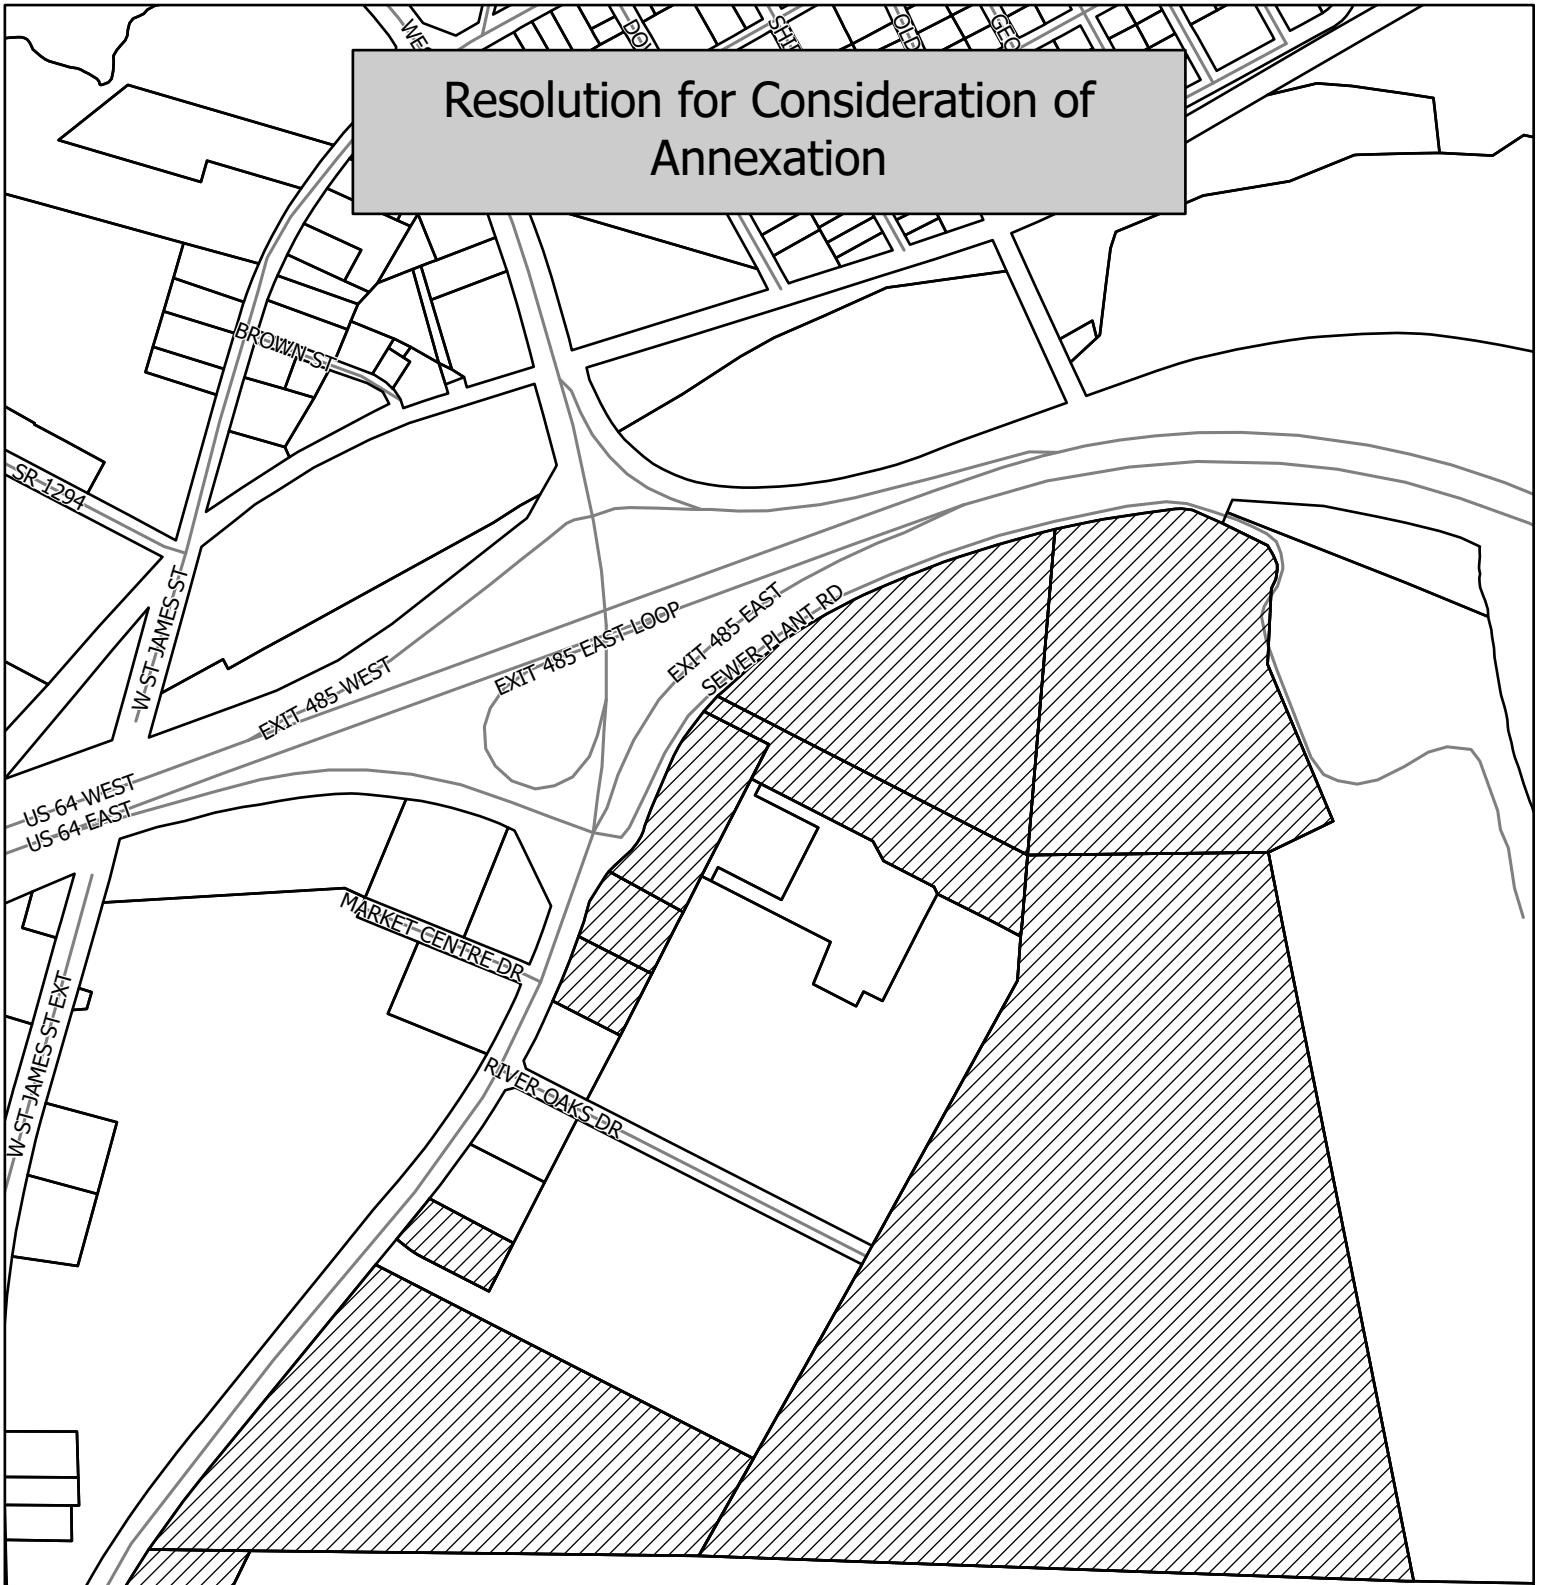 Resolution for Consideration of
Annexation
BROWN ST
SR 1294
W ST JAMES ST
EXIT 485 WEST
EXIT 485 EAST LOOP
EXIT 485 EAST
SEWER PLANT RD
US 64 WEST
US 64 EAST
MARKET CENTRE DR
W ST JAMES ST EXT
RIVER OAKS DR